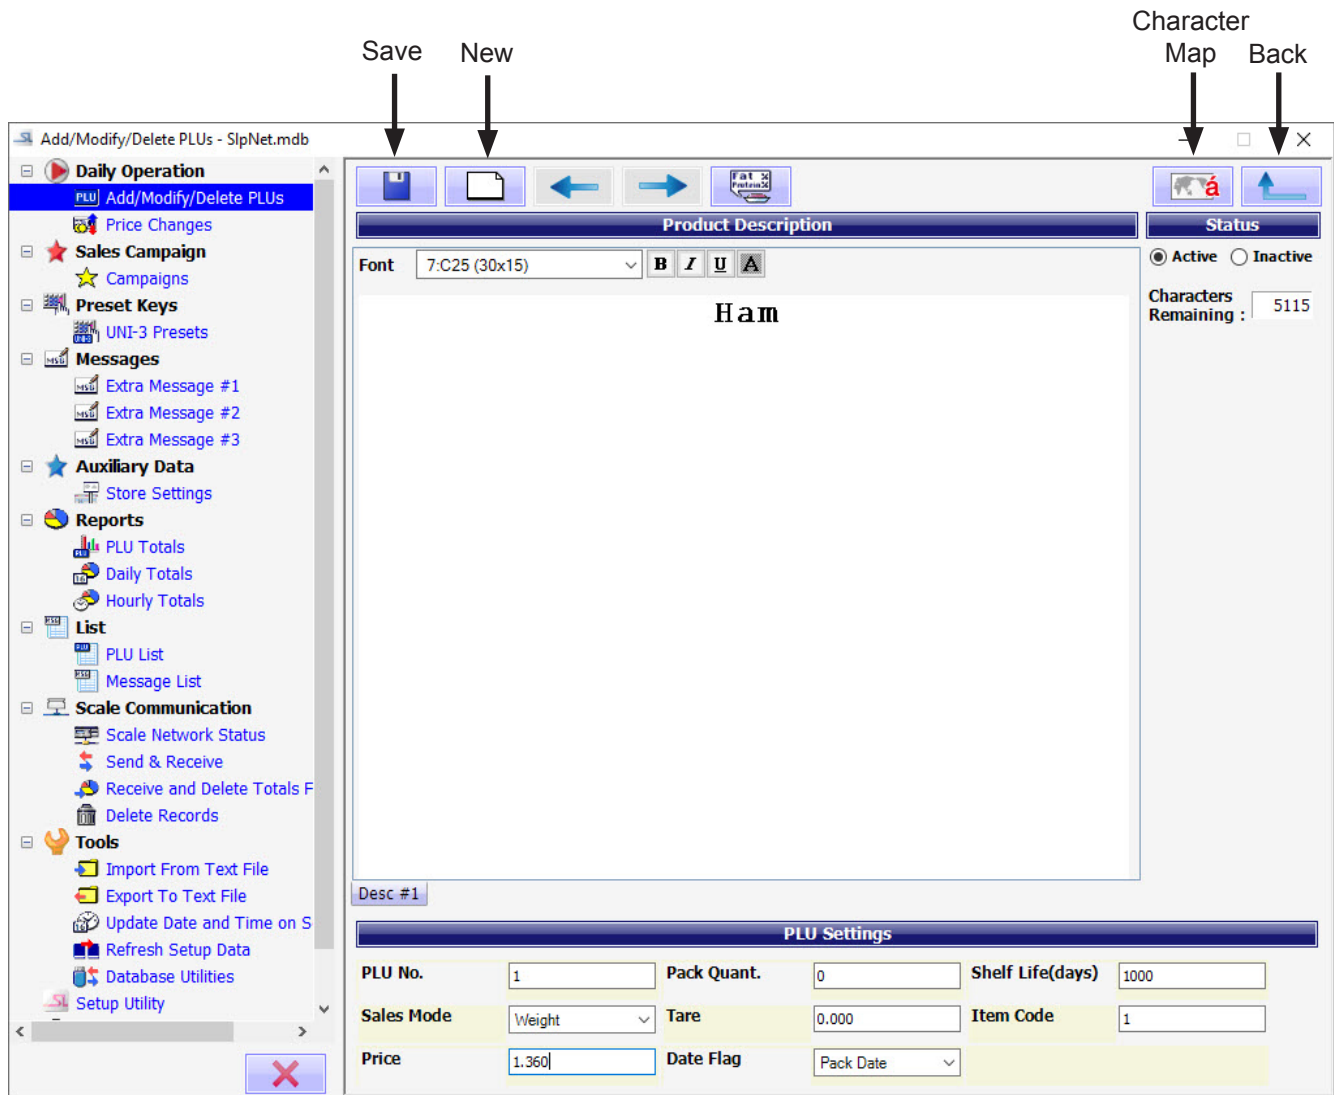 Character
Save New Map Back
Add/Modify/Delete PLUs - SlpNet.mdb
Daily Operation
PLU Add/Modify/Delete PLUs
Price Changes
Sales Campaign
Campaigns
Preset Keys
UNI-3 Presets
Messages
Extra Message #1
Extra Message #2
Extra Message #3
Auxiliary Data
Store Settings
Reports
PLU Totals
Daily Totals
Hourly Totals
List
PLU List
Message List
Scale Communication
Scale Network Status
Send & Receive
Receive and Delete Totals F
Delete Records
Tools
Import From Text File
Export To Text File
Update Date and Time on S
Refresh Setup Data
Database Utilities
SL Setup Utility
Fat %
Protein%
á
Product Description
Status
Font 7:C25 (30x15) B I U A
Active Inactive
Characters
Remaining : 5115
Ham
Desc #1
PLU Settings
PLU No. 1 Pack Quant. 0 Shelf Life(days) 1000
Sales Mode Weight Tare 0.000 Item Code 1
Price 1.360 Date Flag Pack Date